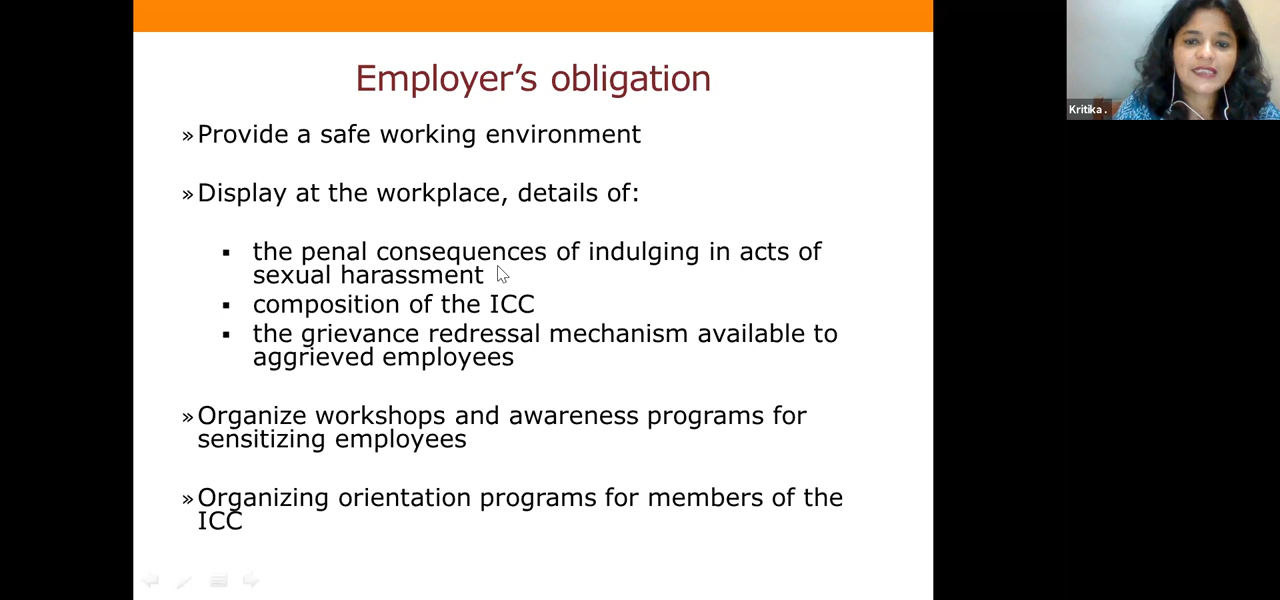 Employer’s obligation
»Provide a safe working environment
»Display at the workplace, details of:
▪ the penal consequences of indulging in acts of
sexual harassment
▪ composition of the ICC
▪ the grievance redressal mechanism available to
aggrieved employees
»Organize workshops and awareness programs for
sensitizing employees
»Organizing orientation programs for members of the
ICC
Kritika .